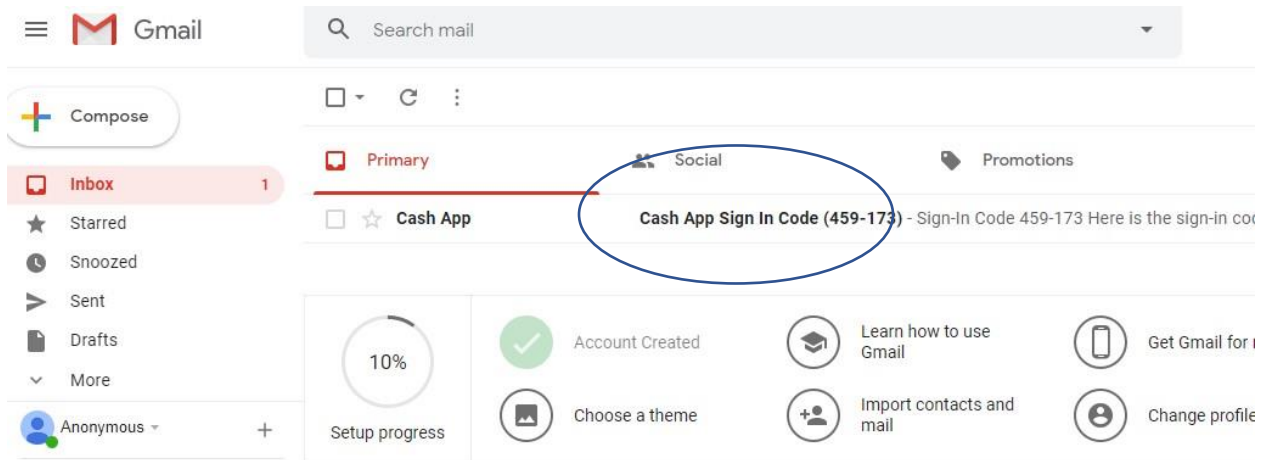 Gmail
Search mail
Compose
Primary
Social
Promotions
Inbox 1
Cash App Cash App Sign In Code (459-173) - Sign-In Code 459-173 Here is the sign-in
Starred
Snoozed
Sent
Drafts
More
Anonymous
10%
Setup progress
Account Created
Learn how to use
Gmail
Get Gmail for
Choose a theme
Import contacts and
mail
Change profile